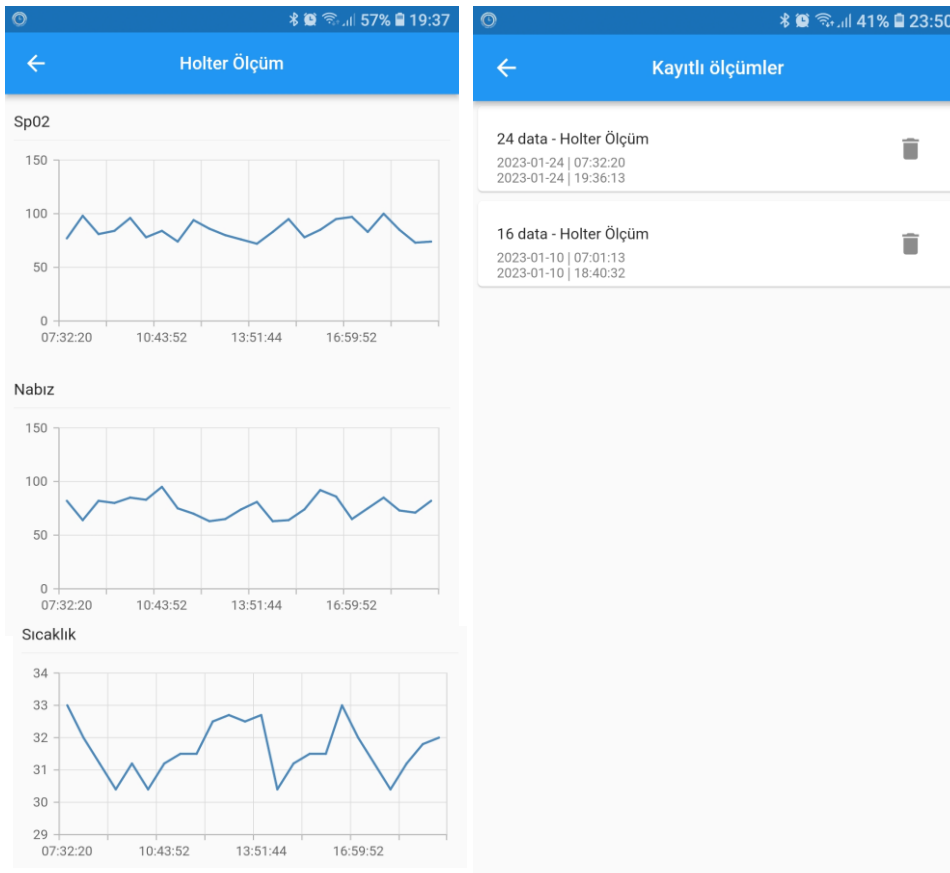 57% 19:37
Holter Ölçüm
Sp02
150
100
50
0
07:32:20 10:43:52 13:51:44 16:59:52
Nabız
150
100
50
0
07:32:20 10:43:52 13:51:44 16:59:52
Sıcaklık
34
33
32
31
30
29
07:32:20 10:43:52 13:51:44 16:59:52
41% 23:50
Kayıtlı ölçümler
24 data - Holter Ölçüm
2023-01-24 | 07:32:20
2023-01-24 | 19:36:13
16 data - Holter Ölçüm
2023-01-10 | 07:01:13
2023-01-10 | 18:40:32